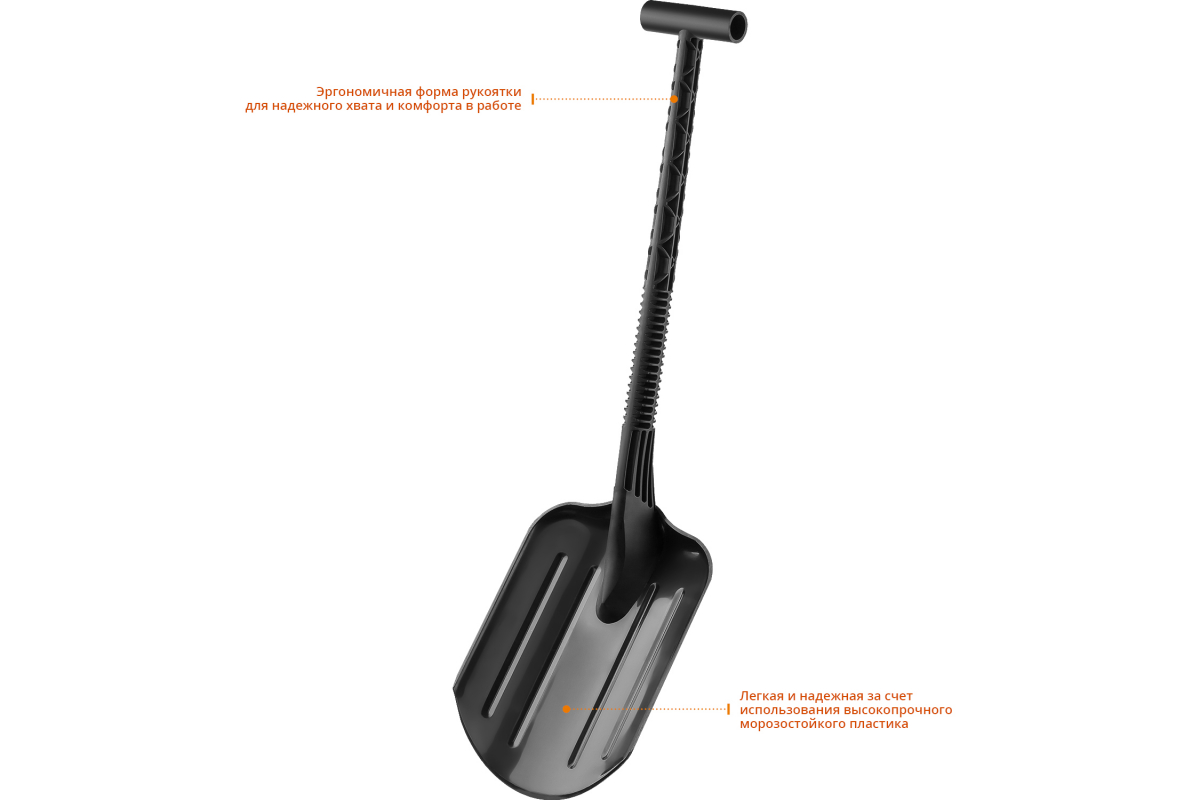 Эргономичная форма рукоятки
для надежного хвата и комфорта в работе
Легкая и надежная за счет
использования высокопрочного
морозостойкого пластика